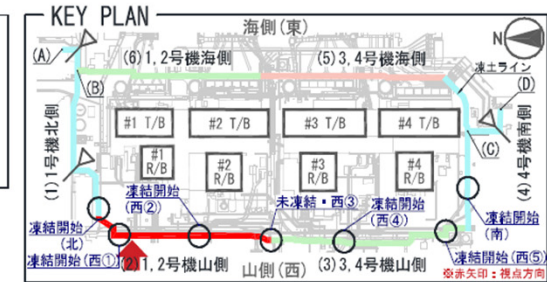 KEY PLAN
海側(東)
N
(A)
(6)1,2号機海側
(5)3,4号機海側
凍土ライン
(B)
(D)
#1 T/B
#2 T/B
#3 T/B
#4 T/B
(C)
(1)1号機北側
(4)4号機南側
#1
R/B
#2
R/B
#3
R/B
#4
R/B
凍結開始
(西②)
未凍結・西③
凍結開始
(西④)
凍結開始
(北)
凍結開始
(南)
凍結開始(西①)
(2)1,2号機山側
山側(西)
(3)3,4号機山側
凍結開始(西⑤)
※赤矢印:視点方向